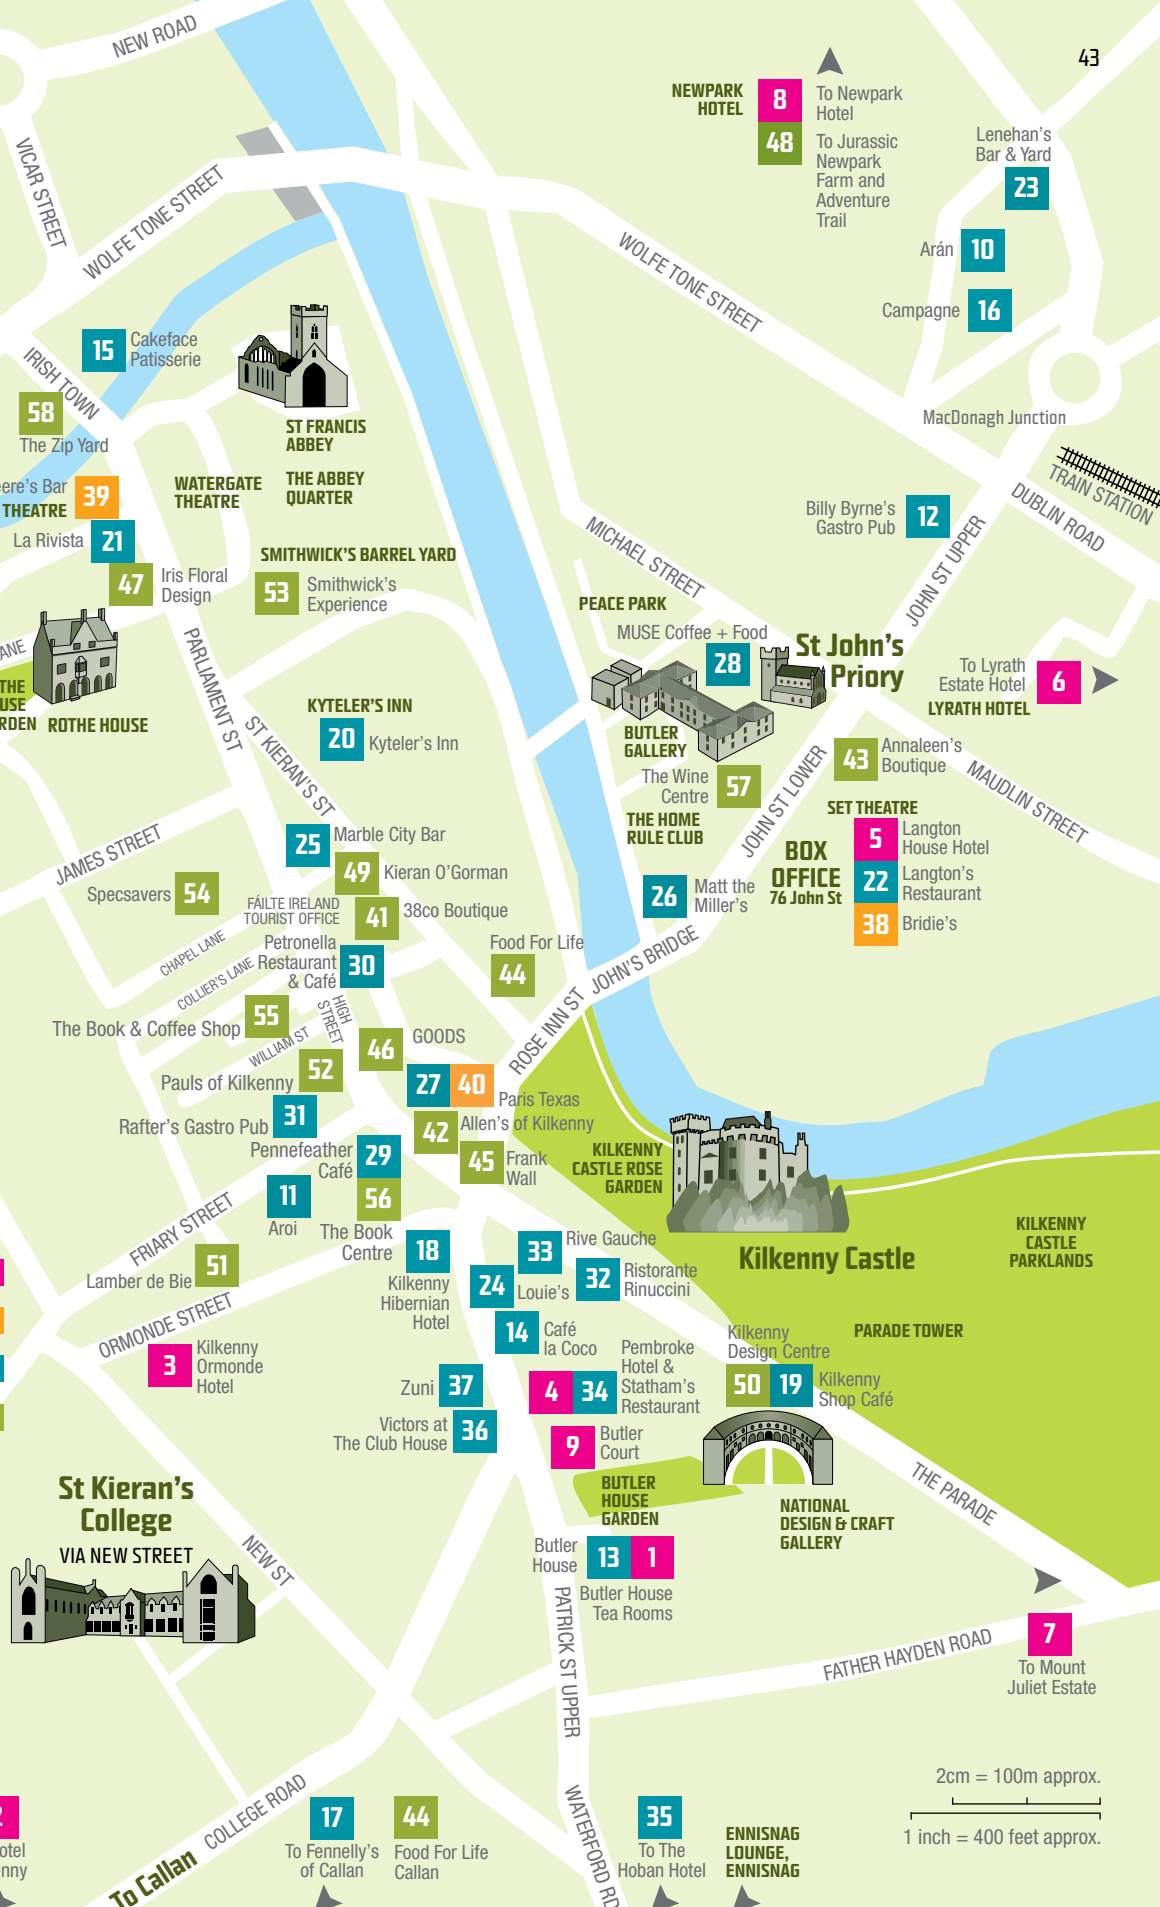 43
NEW ROAD
VICAR STREET
WOLFE TONE STREET
NEWPARK
HOTEL
8
To Newpark
Hotel
48
To Jurassic
Newpark
Farm and
Adventure
Trail
Lenehan's
Bar & Yard
23
Arán
10
Campagne
16
WOLFE TONE STREET
MacDonagh Junction
TRAIN STATION
DUBLIN ROAD
15
Cakeface
Patisserie
IRISH TOWN
58
The Zip Yard
ST FRANCIS
ABBEY
THE ABBEY
QUARTER
WATERGATE
THEATRE
ere's Bar
39
THEATRE
La Rivista
21
47
Iris Floral
Design
SMITHWICK'S BARREL YARD
53
Smithwick's
Experience
MICHAEL STREET
Billy Byrne's
Gastro Pub
12
JOHN ST UPPER
PEACE PARK
MUSE Coffee + Food
28
St John's
Priory
To Lyrath
Estate Hotel
6
LYRATH HOTEL
ANE
THE
USE
RDEN
ROTHE HOUSE
PARLIAMENT ST
ST KIERAN'S ST
KYTELER'S INN
20
Kyteler's Inn
BUTLER
GALLERY
The Wine
Centre
57
THE HOME
RULE CLUB
JOHN ST LOWER
43
Annaleen's
Boutique
MAUDLIN STREET
SET THEATRE
BOX
OFFICE
76 John St
5
Langton
House Hotel
22
Langton's
Restaurant
38
Bridie's
26
Matt the
Miller's
JAMES STREET
25
Marble City Bar
49
Kieran O'Gorman
Specsavers
54
FÁILTE IRELAND
TOURIST OFFICE
41
38co Boutique
CHAPEL LANE
COLLIER'S LANE
Petronella
Restaurant
& Café
30
Food For Life
44
JOHN'S BRIDGE
ROSE INN ST
HIGH
STREET
The Book & Coffee Shop
55
WILLIAM ST
46
GOODS
Pauls of Kilkenny
52
27
40
Paris Texas
Rafter's Gastro Pub
31
42
Allen's of Kilkenny
Pennefeather
Café
29
45
Frank
Wall
KILKENNY
CASTLE ROSE
GARDEN
11
Aroi
56
The Book
Centre
FRIARY STREET
Lamber de Bie
51
18
Kilkenny
Hibernian
Hotel
33
Rive Gauche
24
Louie's
32
Ristorante
Rinuccini
Kilkenny Castle
KILKENNY
CASTLE
PARKLANDS
ORMONDE STREET
3
Kilkenny
Ormonde
Hotel
14
Café
la Coco
Kilkenny
Design Centre
PARADE TOWER
Zuni
37
4
34
Pembroke
Hotel &
Statham's
Restaurant
50
19
Kilkenny
Shop Café
Victors at
The Club House
36
9
Butler
Court
THE PARADE
BUTLER
HOUSE
GARDEN
NATIONAL
DESIGN & CRAFT
GALLERY
St Kieran's
College
VIA NEW STREET
NEW ST
Butler
House
13
1
Butler House
Tea Rooms
PATRICK ST UPPER
FATHER HAYDEN ROAD
7
To Mount
Juliet Estate
2cm = 100m approx.
1 inch = 400 feet approx.
otel
nny
To Callan
COLLEGE ROAD
17
To Fennelly's
of Callan
44
Food For Life
Callan
WATERFORD RD
35
To The
Hoban Hotel
ENNISNAG
LOUNGE,
ENNISNAG